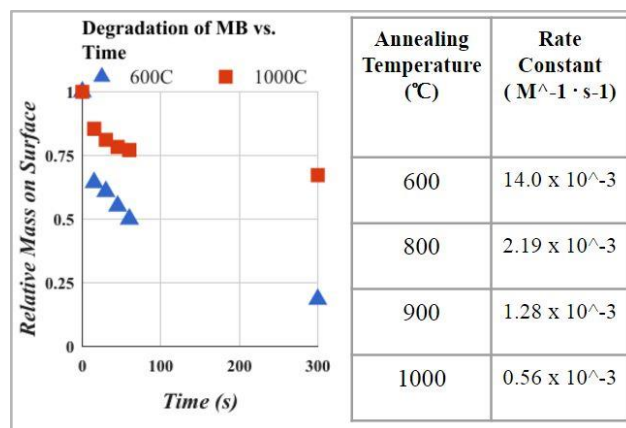 Degradation of MB vs.
Time
600C 1000C
1
0.75
0.5
0.25
0
0 100 200 300
Relative Mass on Surface
Time (s)
Annealing Temperature (℃) Rate Constant ( M^-1 · s-1)
600 14.0 x 10^-3
800 2.19 x 10^-3
900 1.28 x 10^-3
1000 0.56 x 10^-3